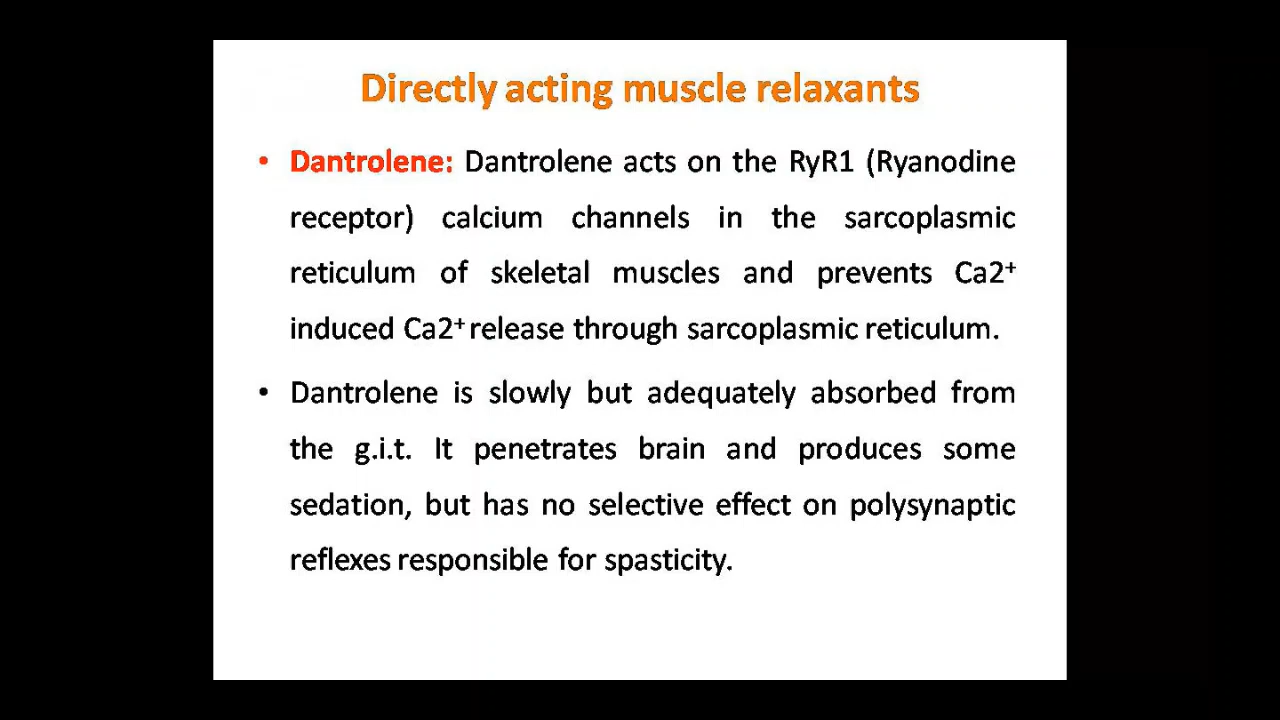 Directly acting muscle relaxants
• Dantrolene: Dantrolene acts on the RyR1 (Ryanodine
receptor) calcium channels in the sarcoplasmic
reticulum of skeletal muscles and prevents Ca2⁺
induced Ca2⁺ release through sarcoplasmic reticulum.
• Dantrolene is slowly but adequately absorbed from
the g.i.t. It penetrates brain and produces some
sedation, but has no selective effect on polysynaptic
reflexes responsible for spasticity.